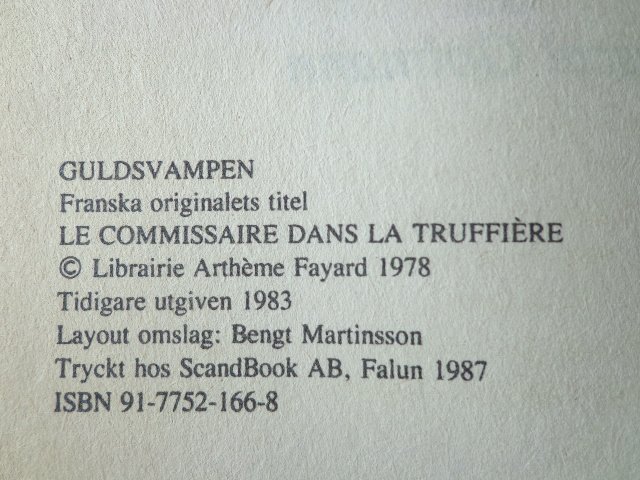 GULDSVAMPEN
Franska originalets titel
LE COMMISSAIRE DANS LA TRUFFIÈRE
© Librairie Arthème Fayard 1978
Tidigare utgiven 1983
Layout omslag: Bengt Martinsson
Tryckt hos ScandBook AB, Falun 1987
ISBN 91-7752-166-8